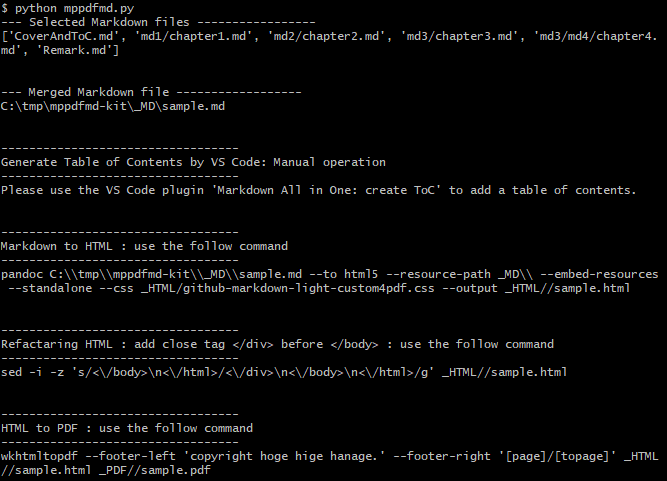 $ python mppdfmd.py
--- Selected Markdown files -----------------
['CoverAndToC.md', 'md1/chapter1.md', 'md2/chapter2.md', 'md3/chapter3.md', 'md3/md4/chapter4.
md', 'Remark.md']
--- Merged Markdown file ------------------
C:\tmp\mppdfmd-kit\_MD\sample.md
----------------------------------
Generate Table of Contents by VS Code: Manual operation
----------------------------------
Please use the VS Code plugin 'Markdown All in One: create ToC' to add a table of contents.
----------------------------------
Markdown to HTML : use the follow command
----------------------------------
pandoc C:\\tmp\\mppdfmd-kit\\_MD\\sample.md --to html5 --resource-path _MD\\ --embed-resources
 --standalone --css _HTML/github-markdown-light-custom4pdf.css --output _HTML//sample.html
----------------------------------
Refactaring HTML : add close tag </div> before </body> : use the follow command
----------------------------------
sed -i -z 's/<\/body>\n<\/html>/<\/div>\n<\/body>\n<\/html>/g' _HTML//sample.html
----------------------------------
HTML to PDF : use the follow command
----------------------------------
wkhtmltopdf --footer-left 'copyright hoge hige hanage.' --footer-right '[page]/[topage]' _HTML
//sample.html _PDF//sample.pdf